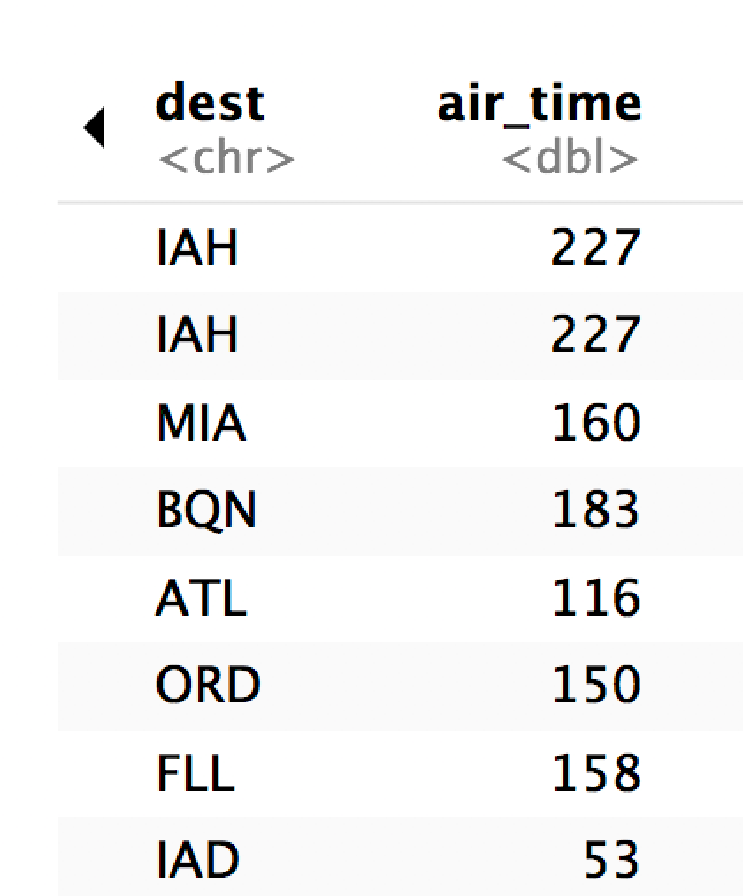 dest air_time
<chr> <dbl>
IAH 227
IAH 227
MIA 160
BQN 183
ATL 116
ORD 150
FLL 158
IAD 53